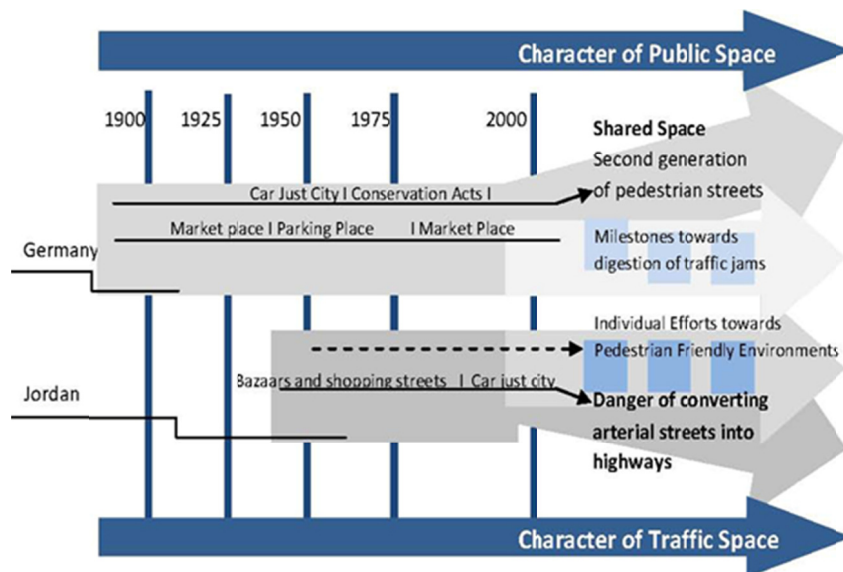 Character of Public Space
1900
1925
1950
1975
2000
Shared Space
Second generation
of pedestrian streets
Car Just City I Conservation Acts I
Market place I Parking Place I Market Place
Germany
Milestones towards
digestion of traffic jams
Individual Efforts towards
Pedestrian Friendly Environments
Bazaars and shopping streets I Car just city
Jordan
Danger of converting
arterial streets into
highways
Character of Traffic Space